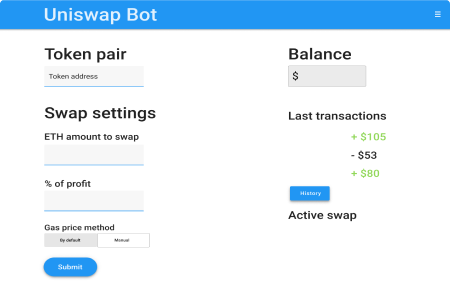 Uniswap Bot
Token pair
Token address
Swap settings
ETH amount to swap
% of profit
Gas price method
By default
Manual
Submit
Balance
$
Last transactions
+ $105
- $53
+ $80
History
Active swap